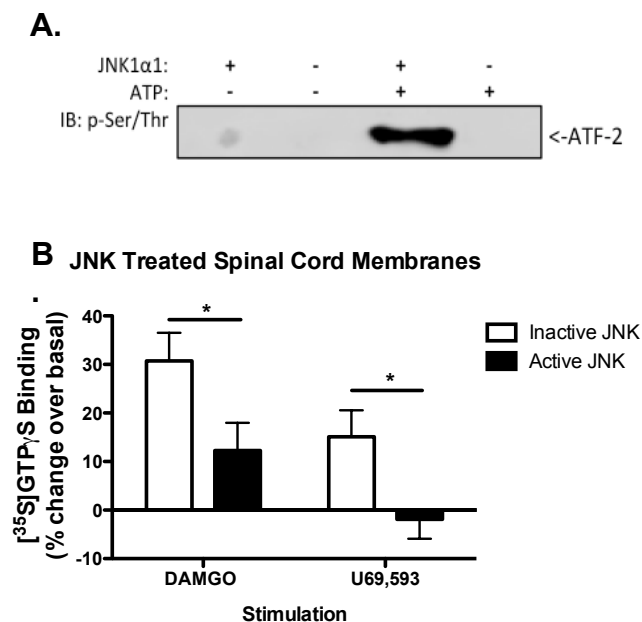 A.
JNK1α1: + - + -
ATP: - - + +
IB: p-Ser/Thr
<-ATF-2
B
.
JNK Treated Spinal Cord Membranes
[35S]GTPγS Binding
(% change over basal)
40
30
20
10
0
-10
* *
Inactive JNK
Active JNK
DAMGO U69,593
Stimulation